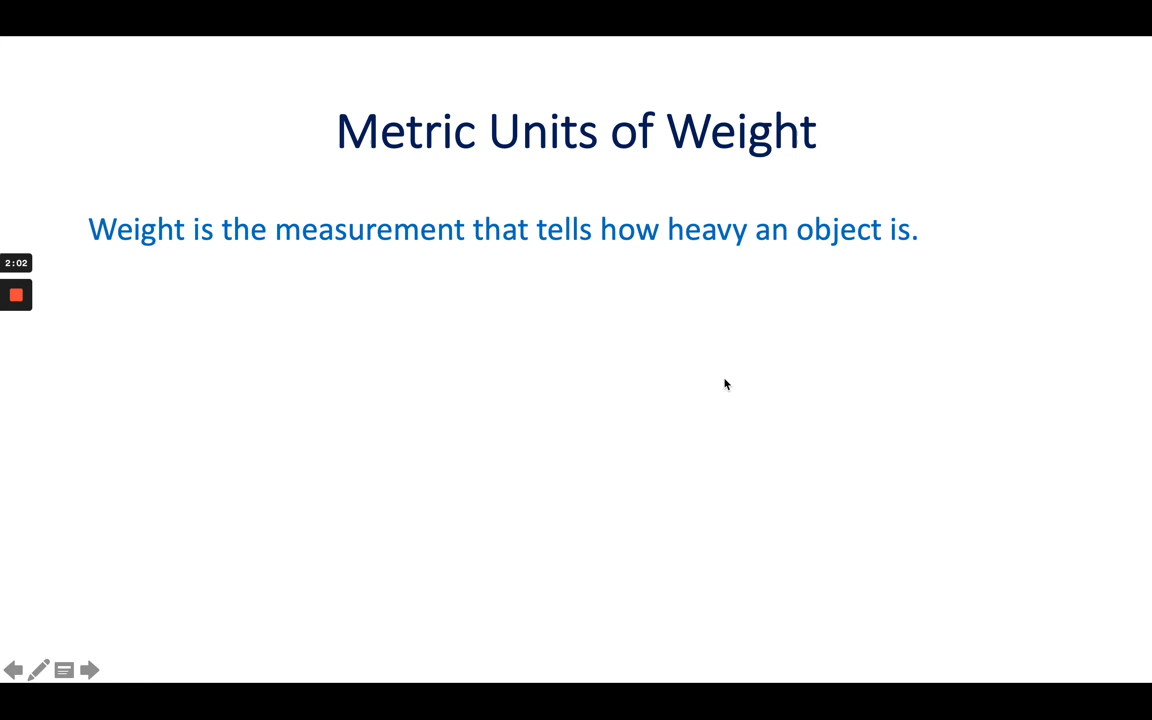 Metric Units of Weight
Weight is the measurement that tells how heavy an object is.
2:02